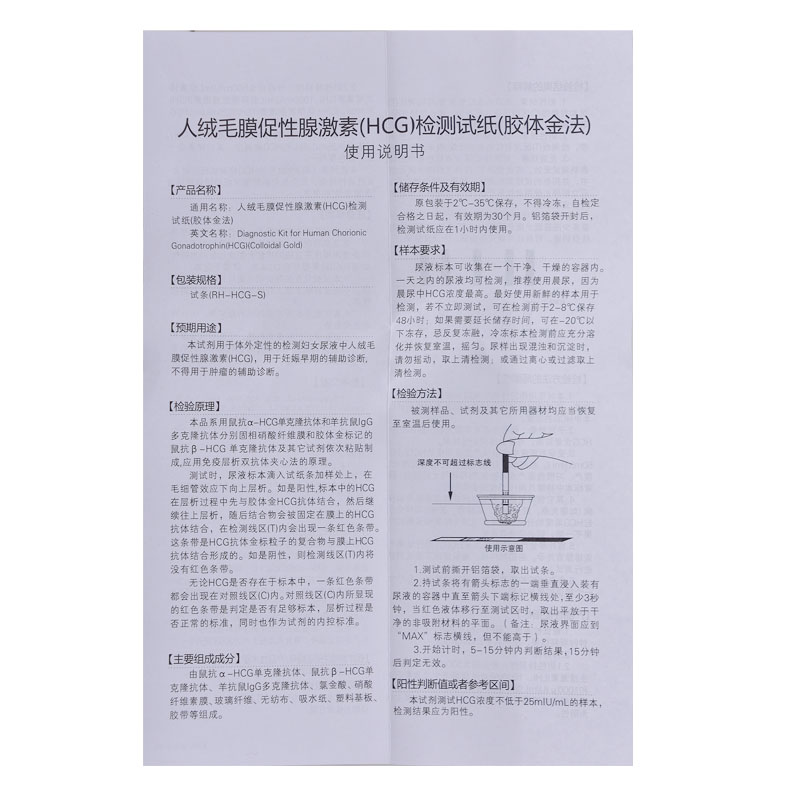 人绒毛膜促性腺激素(HCG)检测试纸(胶体金法)
使用说明书
【产品名称】
通用名称：人绒毛膜促性腺激素(HCG)检测
试纸(胶体金法)
英文名称：Diagnostic Kit for Human Chorionic
Gonadotrophin(HCG)(Colloidal Gold)
【包装规格】
试条(RH-HCG-S)
【预期用途】
本试剂用于体外定性的检测妇女尿液中人绒毛
膜促性腺激素(HCG)，用于妊娠早期的辅助诊断,
不得用于肿瘤的辅助诊断。
【检验原理】
本品系用鼠抗α-HCG单克隆抗体和羊抗鼠IgG
多克隆抗体分别固相硝酸纤维膜和胶体金标记的
鼠抗β-HCG 单克隆抗体及其它试剂依次粘贴制
成,应用免疫层析双抗体夹心法的原理。
测试时，尿液标本滴入试纸条加样处上，在
毛细管效应下向上层析。如是阳性,标本中的HCG
在层析过程中先与胶体金HCG抗体结合，然后继
续往上层析，随后结合物会被固定在膜上的HCG
抗体结合，在检测线区(T)内会出现一条红色条带。
这条带是HCG抗体金标粒子的复合物与膜上HCG
抗体结合形成的。如是阴性，则检测线区(T)内将
没有红色条带。
无论HCG是否存在于标本中，一条红色条带
都会出现在对照线区(C)内。对照线区(C)内所显现
的红色条带是判定是否有足够标本，层析过程是
否正常的标准，同时也作为试剂的内控标准。
【主要组成成分】
由鼠抗α-HCG单克隆抗体、鼠抗β-HCG单
克隆抗体、羊抗鼠IgG多克隆抗体、氯金酸、硝酸
纤维素膜、玻璃纤维、无纺布、吸水纸、塑料基板、
胶带等组成。
【储存条件及有效期】
原包装于2℃-35℃保存，不得冷冻，自检定
合格之日起，有效期为30个月。铝箔袋开封后，
检测试纸应在1小时内使用。
【样本要求】
尿液标本可收集在一个干净、干燥的容器内。
一天之内的尿液均可检测，推荐使用晨尿，因为
晨尿中HCG浓度最高。最好使用新鲜的样本用于
检测，若不立即测试，可在检测前于2-8℃保存
48小时；如果需要延长储存时间，可在-20℃以
下冻存，忌反复冻融，冷冻标本检测前应充分溶
化并恢复室温，摇匀。尿样出现混浊和沉淀时，
请勿摇动，取上清检测；或通过离心或过滤取上
清检测。
【检验方法】
被测样品、试剂及其它所用器材均应当恢复
至室温后使用。
深度不可超过标志线
使用示意图
1.测试前撕开铝箔袋，取出试条。
2.持试条将有箭头标志的一端垂直浸入装有
尿液的容器中直至箭头下端标记横线处,至少3秒
钟，当红色液体移行至测试区时，取出平放于干
净的非吸附材料的平面。（备注：尿液界面应到
“MAX”标志横线，但不能高于）。
3.开始计时，5-15分钟内判断结果,15分钟
后判定无效。
【阳性判断值或者参考区间】
本试剂测试HCG浓度不低于25mIU/mL的样本，
检测结果应为阳性。